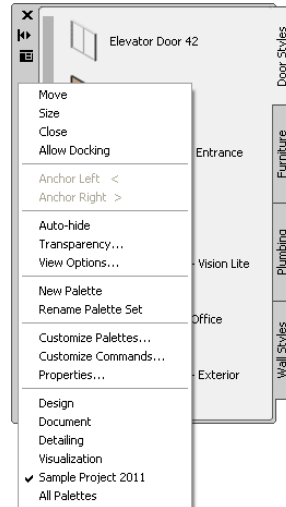 Elevator Door 42
Door Styles
Move
Size
Close
Allow Docking
Entrance
Furniture
Anchor Left <
Anchor Right >
Auto-hide
Transparency...
View Options...
- Vision Lite
Plumbing
New Palette
Rename Palette Set
Office
Customize Palettes...
Customize Commands...
Properties...
- Exterior
Wall Styles
Design
Document
Detailing
Visualization
✔ Sample Project 2011
All Palettes